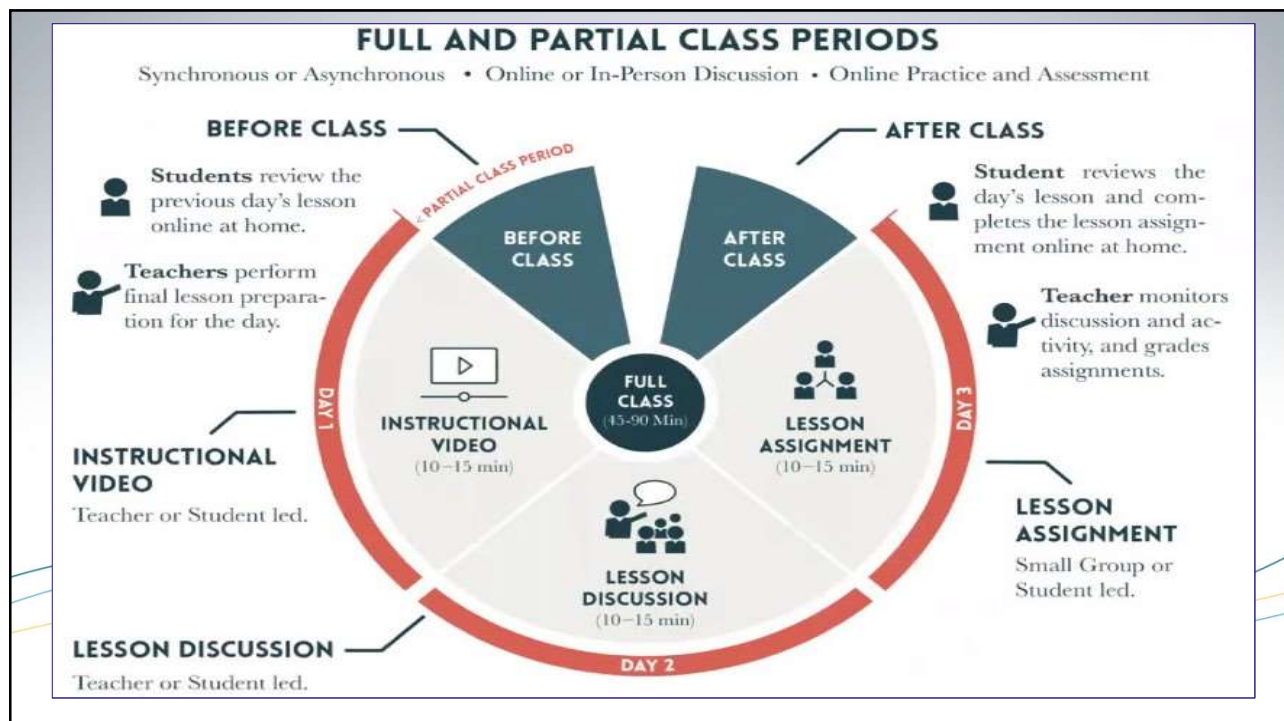 FULL AND PARTIAL CLASS PERIODS
Synchronous or Asynchronous • Online or In-Person Discussion • Online Practice and Assessment
BEFORE CLASS
Students review the
previous day's lesson
online at home.
Teachers perform
final lesson prepara-
tion for the day.
AFTER CLASS
Student reviews the
day's lesson and com-
pletes the lesson assign-
ment online at home.
Teacher monitors
discussion and ac-
tivity, and grades
assignments.
< PARTIAL CLASS PERIOD
BEFORE
CLASS
AFTER
CLASS
FULL
CLASS
(45-90 Min)
DAY 1
INSTRUCTIONAL
VIDEO
(10–15 min)
LESSON
DISCUSSION
(10–15 min)
DAY 2
LESSON
ASSIGNMENT
(10–15 min)
DAY 3
INSTRUCTIONAL
VIDEO
Teacher or Student led.
LESSON DISCUSSION
Teacher or Student led.
LESSON
ASSIGNMENT
Small Group or
Student led.